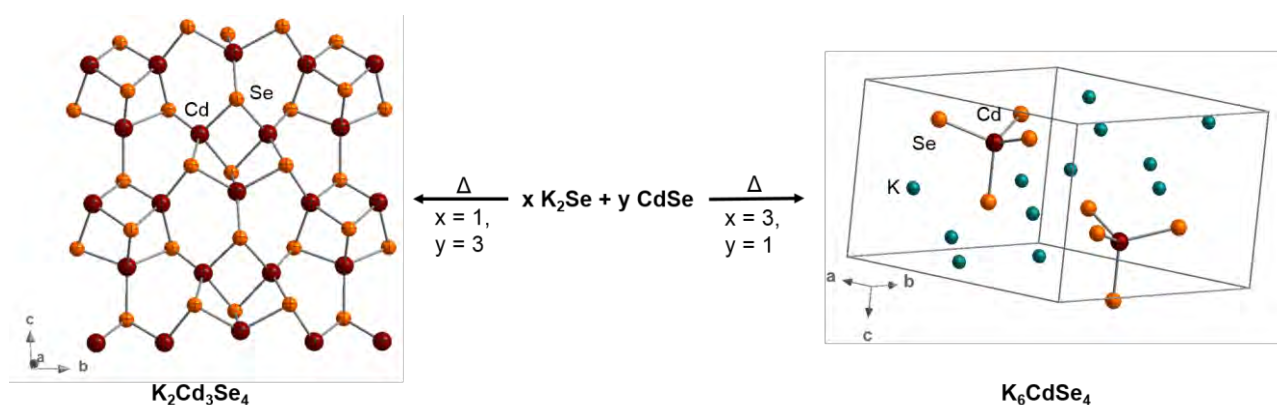 Cd
Se
c
a
b
K₂Cd₃Se₄
Δ
x = 1,
y = 3
x K₂Se + y CdSe
Δ
x = 3,
y = 1
Cd
Se
K
a
b
c
K₆CdSe₄